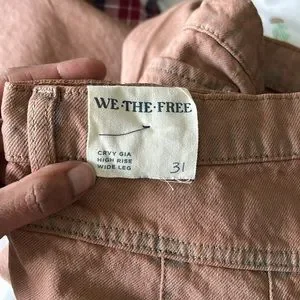 WE•THE•FREE
CRVY GIA
HIGH RISE
WIDE LEG
31